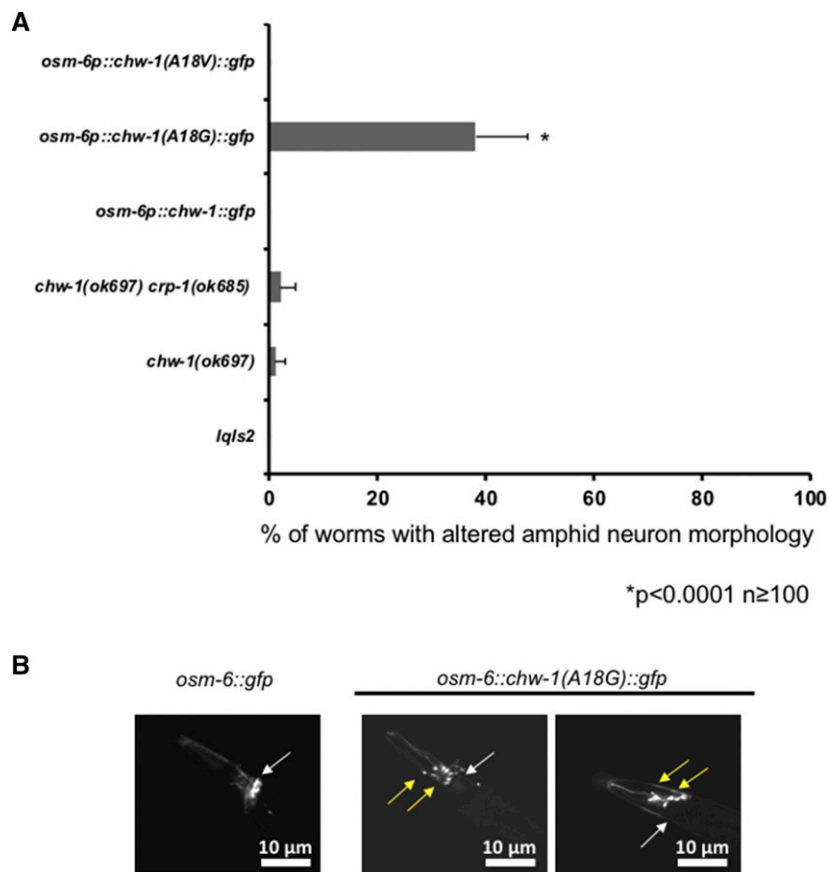 A
osm-6p::chw-1(A18V)::gfp
osm-6p::chw-1(A18G)::gfp
*
osm-6p::chw-1::gfp
chw-1(ok697) crp-1(ok685)
chw-1(ok697)
lqIs2
0 20 40 60 80 100
% of worms with altered amphid neuron morphology
*p<0.0001 n≥100
B
osm-6::gfp
osm-6::chw-1(A18G)::gfp
10 μm
10 μm
10 μm